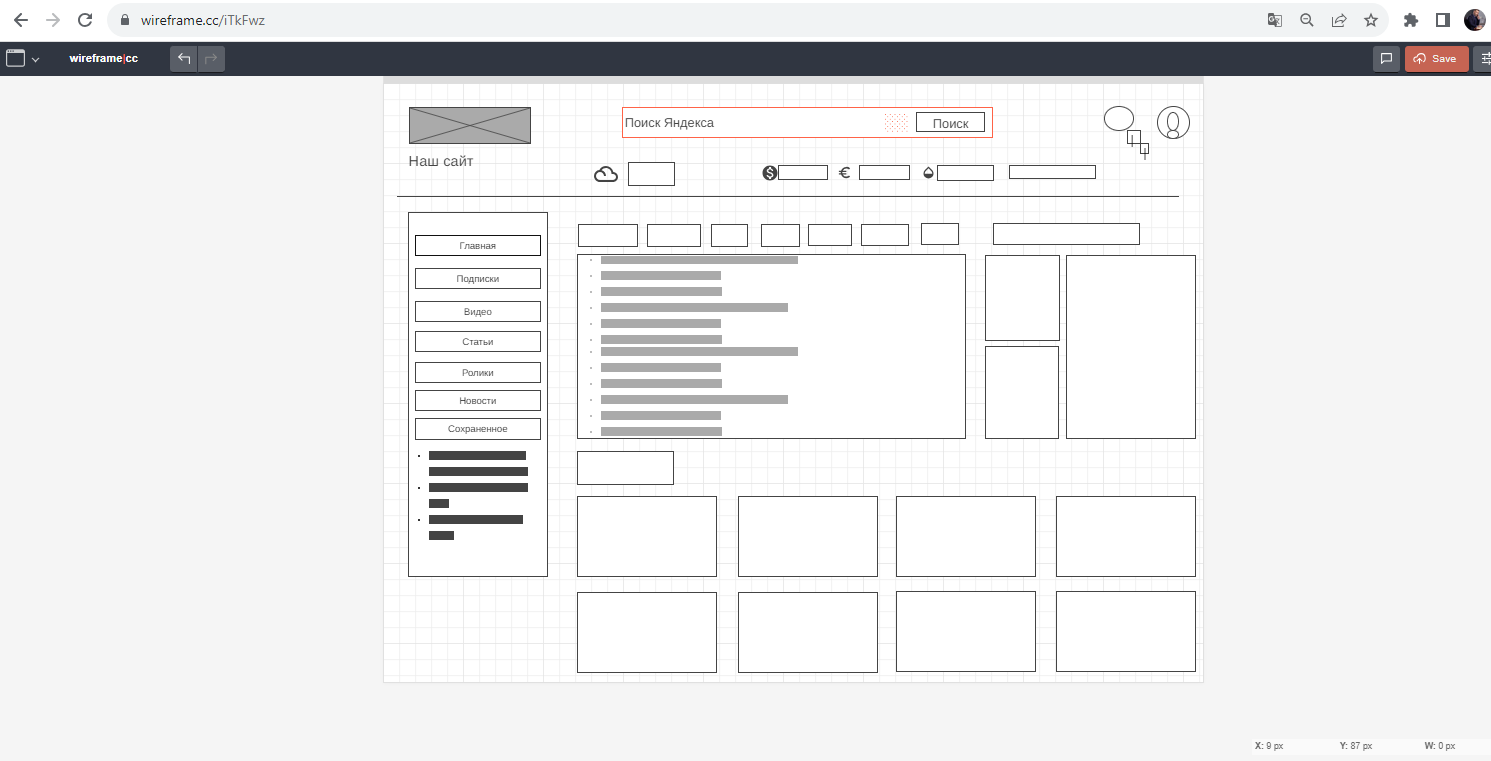 wireframe.cc/iTkFwz
wireframe|cc
Save
Поиск Яндекса
Поиск
Наш сайт
Главная
Подписки
Видео
Статьи
Ролики
Новости
Сохраненное
X: 9 px
Y: 87 px
W: 0 px